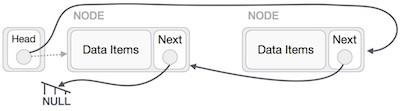 NODE
NODE
Head
Data Items
Next
Data Items
Next
NULL